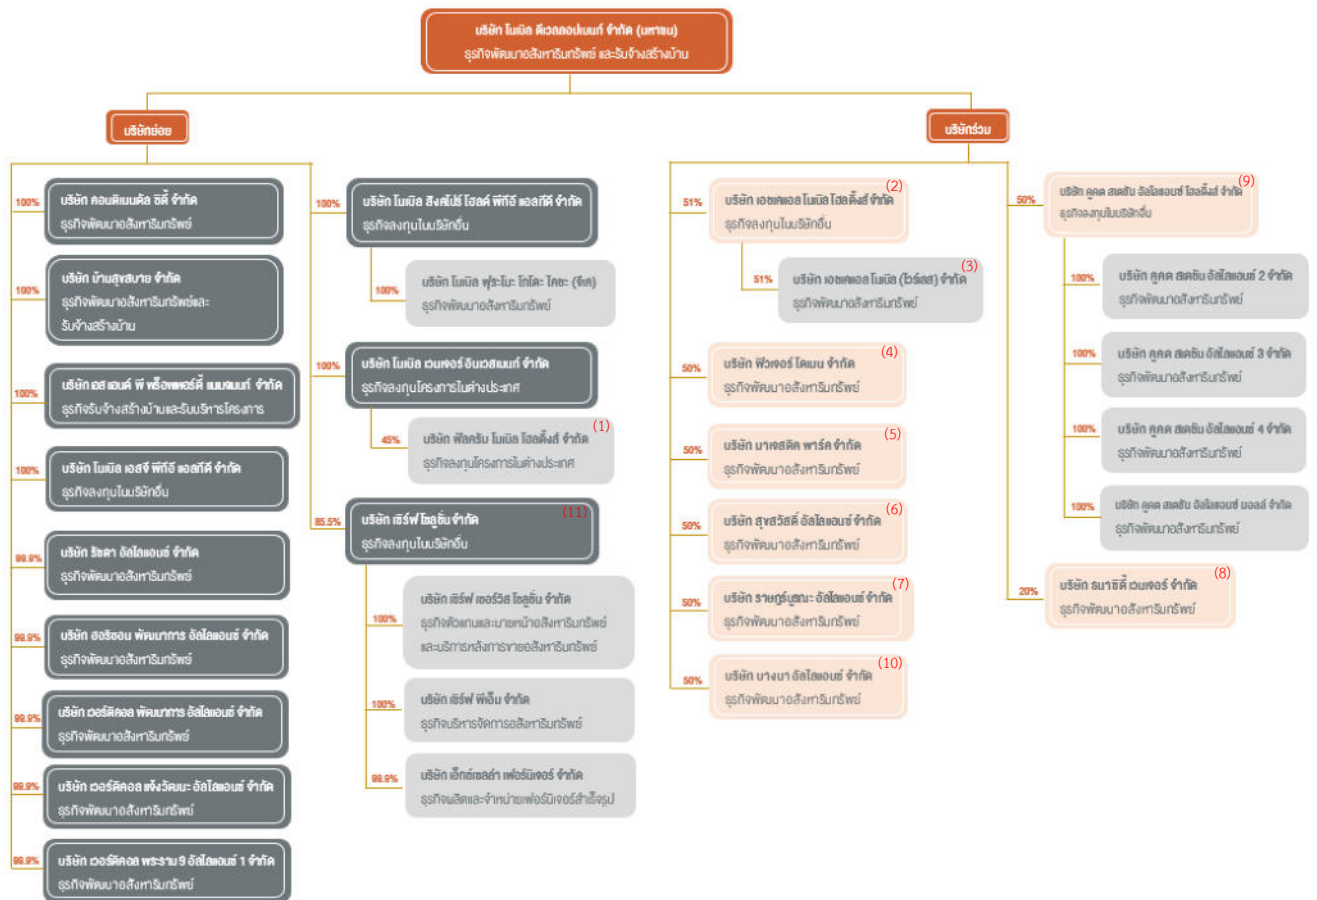 บริษัท โนเบิล ดีเวลลอปเมนท์ จำกัด (มหาชน)
ธุรกิจพัฒนาอสังหาริมทรัพย์ และรับจ้างสร้างบ้าน
บริษัทย่อย
100%
บริษัท คอนติเนนตัล ซิตี้ จำกัด
ธุรกิจพัฒนาอสังหาริมทรัพย์
100%
บริษัท บ้านสุขสบาย จำกัด
ธุรกิจพัฒนาอสังหาริมทรัพย์และ
รับจ้างสร้างบ้าน
100%
บริษัท เอส แอนด์ พี พร็อพเพอร์ตี้ แมเนจเมนท์ จำกัด
ธุรกิจรับจ้างสร้างบ้านและรับบริหารโครงการ
100%
บริษัท โนเบิล เอสจี พีทีอี แอลทีดี จำกัด
ธุรกิจลงทุนในบริษัทอื่น
99.9%
บริษัท รัชดา อัลไลแอนซ์ จำกัด
ธุรกิจพัฒนาอสังหาริมทรัพย์
99.9%
บริษัท ฮอริซอน พัฒนาการ อัลไลแอนซ์ จำกัด
ธุรกิจพัฒนาอสังหาริมทรัพย์
99.9%
บริษัท เวอร์ติคอล พัฒนาการ อัลไลแอนซ์ จำกัด
ธุรกิจพัฒนาอสังหาริมทรัพย์
99.9%
บริษัท เวอร์ติคอล แจ้งวัฒนะ อัลไลแอนซ์ จำกัด
ธุรกิจพัฒนาอสังหาริมทรัพย์
99.9%
บริษัท เวอร์ติคอล พระราม 9 อัลไลแอนซ์ 1 จำกัด
ธุรกิจพัฒนาอสังหาริมทรัพย์
100%
บริษัท โนเบิล สิงคโปร์ โฮลด์ พีทีอี แอลทีดี จำกัด
ธุรกิจลงทุนในบริษัทอื่น
100%
บริษัท โนเบิล ฟุระโนะ โกโดะ ไคชะ (จีเค)
ธุรกิจพัฒนาอสังหาริมทรัพย์
100%
บริษัท โนเบิล เวนเจอร์ อินเวสเมนท์ จำกัด
ธุรกิจลงทุนโครงการในต่างประเทศ
45%
บริษัท ฟัลครัม โนเบิล โฮลดิ้งส์ จำกัด (1)
ธุรกิจลงทุนโครงการในต่างประเทศ
85.5%
บริษัท เซิร์ฟ โซลูชั่น จำกัด (11)
ธุรกิจลงทุนในบริษัทอื่น
100%
บริษัท เซิร์ฟ เซอร์วิส โซลูชั่น จำกัด
ธุรกิจตัวแทนและนายหน้าอสังหาริมทรัพย์
และบริการหลังการขายอสังหาริมทรัพย์
100%
บริษัท เซิร์ฟ พีเอ็ม จำกัด
ธุรกิจบริหารจัดการอสังหาริมทรัพย์
99.9%
บริษัท เอ็กซ์เซลล่า เฟอร์นิเจอร์ จำกัด
ธุรกิจผลิตและจำหน่ายเฟอร์นิเจอร์สำเร็จรูป
บริษัทร่วม
51%
บริษัท เอชเคแอล โนเบิล โฮลดิ้งส์ จำกัด (2)
ธุรกิจลงทุนในบริษัทอื่น
51%
บริษัท เอชเคแอล โนเบิล (ไวร์เลส) จำกัด (3)
ธุรกิจพัฒนาอสังหาริมทรัพย์
50%
บริษัท ฟิวเจอร์ โดเมน จำกัด (4)
ธุรกิจพัฒนาอสังหาริมทรัพย์
50%
บริษัท มาเจสติค พาร์ค จำกัด (5)
ธุรกิจพัฒนาอสังหาริมทรัพย์
50%
บริษัท สุขสวัสดิ์ อัลไลแอนซ์ จำกัด (6)
ธุรกิจพัฒนาอสังหาริมทรัพย์
50%
บริษัท ราษฎร์บูรณะ อัลไลแอนซ์ จำกัด (7)
ธุรกิจพัฒนาอสังหาริมทรัพย์
50%
บริษัท บางนา อัลไลแอนซ์ จำกัด (10)
ธุรกิจพัฒนาอสังหาริมทรัพย์
50%
บริษัท คูคต สเตชัน อัลไลแอนซ์ โฮลดิ้งส์ จำกัด (9)
ธุรกิจลงทุนในบริษัทอื่น
100%
บริษัท คูคต สเตชัน อัลไลแอนซ์ 2 จำกัด
ธุรกิจพัฒนาอสังหาริมทรัพย์
100%
บริษัท คูคต สเตชัน อัลไลแอนซ์ 3 จำกัด
ธุรกิจพัฒนาอสังหาริมทรัพย์
100%
บริษัท คูคต สเตชัน อัลไลแอนซ์ 4 จำกัด
ธุรกิจพัฒนาอสังหาริมทรัพย์
100%
บริษัท คูคต สเตชัน อัลไลแอนซ์ มอลล์ จำกัด
ธุรกิจพัฒนาอสังหาริมทรัพย์
20%
บริษัท ธนาซิตี้ เวนเจอร์ จำกัด (8)
ธุรกิจพัฒนาอสังหาริมทรัพย์